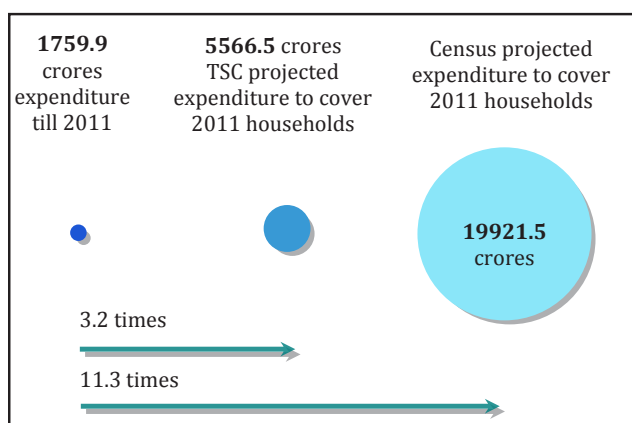 1759.9
crores
expenditure
till 2011
5566.5 crores
TSC projected
expenditure to cover
2011 households
Census projected
expenditure to cover
2011 households
19921.5
crores
3.2 times
11.3 times